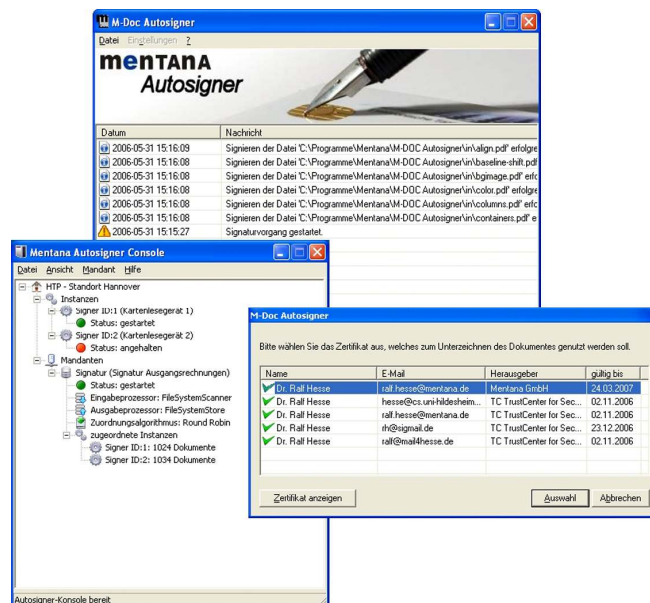 M-Doc Autosigner
Datei Einstellungen ?
mentana
Autosigner
Datum Nachricht
2006-05-31 15:16:09 Signieren der Datei 'C:\Programme\Mentana\M-DOC Autosigner\in\align.pdf' erfolgre
2006-05-31 15:16:08 Signieren der Datei 'C:\Programme\Mentana\M-DOC Autosigner\in\baseline-shift.pdf
2006-05-31 15:16:08 Signieren der Datei 'C:\Programme\Mentana\M-DOC Autosigner\in\bgimage.pdf' erfc
2006-05-31 15:16:08 Signieren der Datei 'C:\Programme\Mentana\M-DOC Autosigner\in\color.pdf' erfolgre
2006-05-31 15:16:08 Signieren der Datei 'C:\Programme\Mentana\M-DOC Autosigner\in\columns.pdf' erfc
2006-05-31 15:16:08 Signieren der Datei 'C:\Programme\Mentana\M-DOC Autosigner\in\containers.pdf' e
2006-05-31 15:15:27 Signaturvorgang gestartet.
Mentana Autosigner Console
Datei Ansicht Mandant Hilfe
HTP - Standort Hannover
Instanzen
Signer ID:1 (Kartenlesegerät 1)
Status: gestartet
Signer ID:2 (Kartenlesegerät 2)
Status: angehalten
Mandanten
Signatur (Signatur Ausgangsrechnungen)
Status: gestartet
Eingabeprozessor: FileSystemScanner
Ausgabeprozessor: FileSystemStore
Zuordnungsalgorithmus: Round Robin
zugeordnete Instanzen
Signer ID:1: 1024 Dokumente
Signer ID:2: 1034 Dokumente
Autosigner-Konsole bereit
M-Doc Autosigner
Bitte wählen Sie das Zertifikat aus, welches zum Unterzeichnen des Dokumentes genutzt werden soll.
Name E-Mail Herausgeber gültig bis
Dr. Ralf Hesse ralf.hesse@mentana.de Mentana GmbH 24.03.2007
Dr. Ralf Hesse hesse@cs.uni-hildesheim... TC TrustCenter for Sec... 02.11.2006
Dr. Ralf Hesse ralf.hesse@mentana.de TC TrustCenter for Sec... 02.11.2006
Dr. Ralf Hesse rh@sigmail.de TC TrustCenter for Sec... 23.12.2006
Dr. Ralf Hesse ralf@mail4hesse.de TC TrustCenter for Sec... 02.11.2006
Zertifikat anzeigen Auswahl Abbrechen